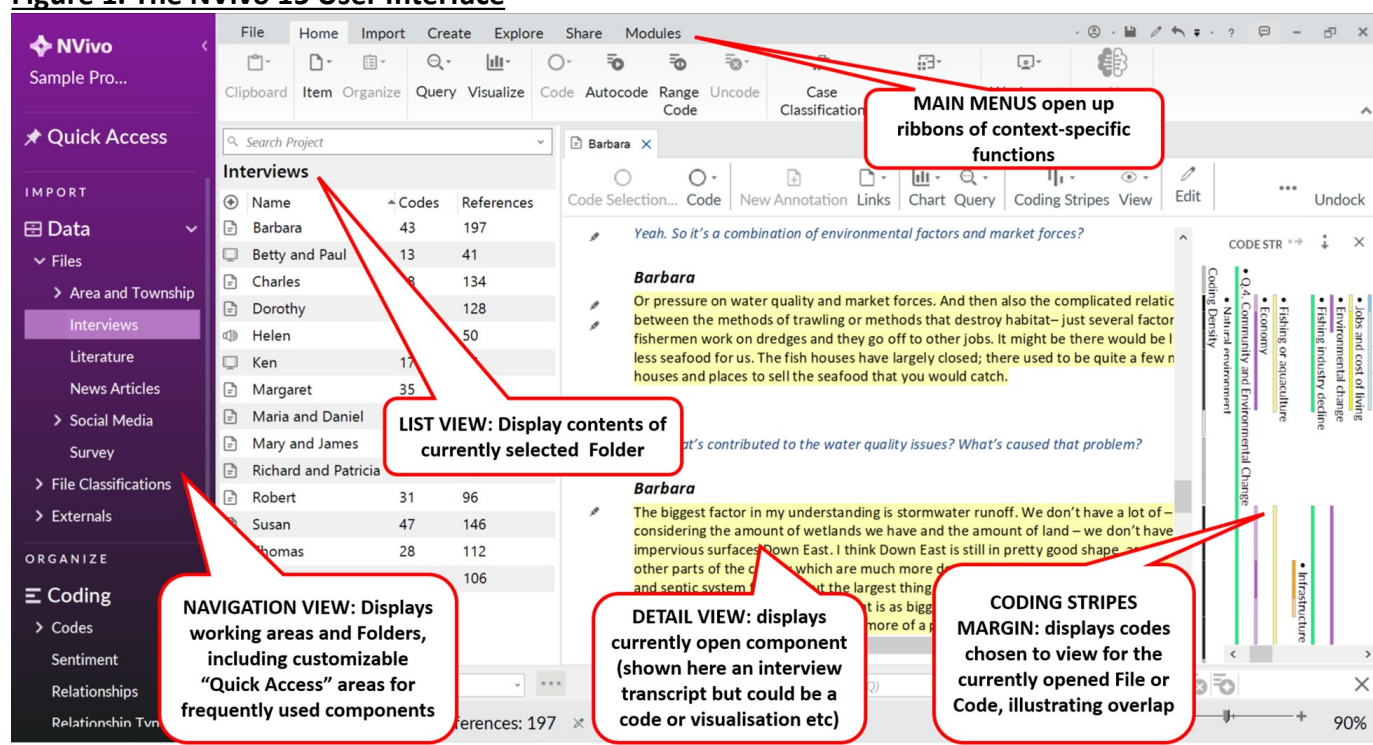 Figure 1: The NVivo 15 User Interface
NVivo
Sample Pro...
Quick Access
IMPORT
Data
Files
Area and Township
Interviews
Literature
News Articles
Social Media
Survey
File Classifications
Externals
ORGANIZE
Coding
Codes
Sentiment
Relationships
Relationship Typ
File Home Import Create Explore Share Modules
Clipboard Item Organize Query Visualize Code Autocode Range Code Uncode Case Classification
MAIN MENUS open up
ribbons of context-specific
functions
Search Project
Interviews
Name Codes References
Barbara 43 197
Betty and Paul 13 41
Charles 134
Dorothy 128
Helen 50
Ken 17
Margaret 35
Maria and Daniel
Mary and James
Richard and Patricia
Robert 31 96
Susan 47 146
Thomas 28 112
106
LIST VIEW: Display contents of
currently selected Folder
NAVIGATION VIEW: Displays
working areas and Folders,
including customizable
“Quick Access” areas for
frequently used components
Barbara
Code Selection... Code New Annotation Links Chart Query Coding Stripes View Edit ... Undock
Yeah. So it’s a combination of environmental factors and market forces?
Barbara
Or pressure on water quality and market forces. And then also the complicated relatic
between the methods of trawling or methods that destroy habitat– just several factor
fishermen work on dredges and they go off to other jobs. It might be there would be l
less seafood for us. The fish houses have largely closed; there used to be quite a few n
houses and places to sell the seafood that you would catch.
contributed to the water quality issues? What’s caused that problem?
Barbara
The biggest factor in my understanding is stormwater runoff. We don’t have a lot of –
considering the amount of wetlands we have and the amount of land – we don’t have
impervious surfaces Down East. I think Down East is still in pretty good shape, as
other parts of the which are much more
and septic system but the largest thing
t is as bigg
more of a p
DETAIL VIEW: displays
currently open component
(shown here an interview
transcript but could be a
code or visualisation etc)
CODE STR
Coding Density
Natural environment
Q.4. Community and Environmental Change
Economy
Fishing or aquaculture
Fishing industry decline
Environmental change
Jobs and cost of living
Infrastructure
CODING STRIPES
MARGIN: displays codes
chosen to view for the
currently opened File or
Code, illustrating overlap
ferences: 197
90%